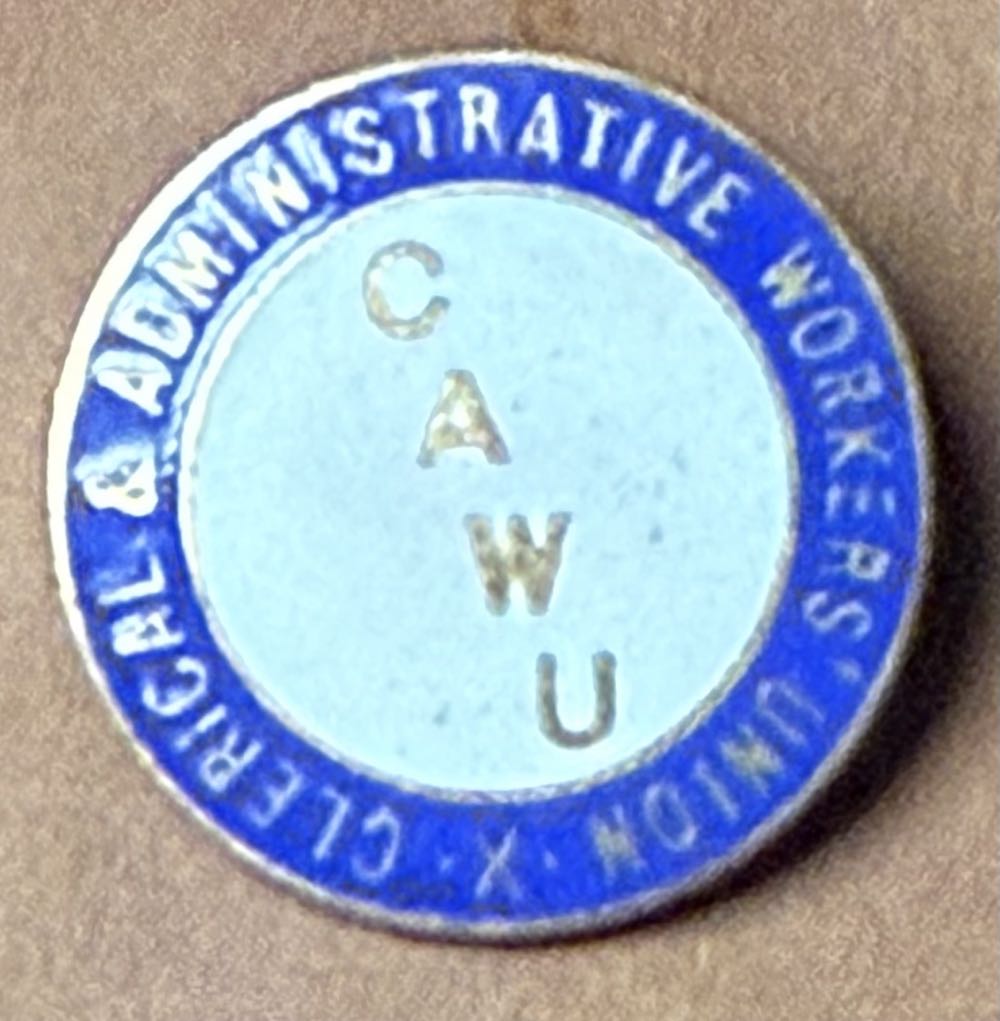 CLERICAL & ADMINISTRATIVE WORKERS' UNION · X ·
C
A
W
U